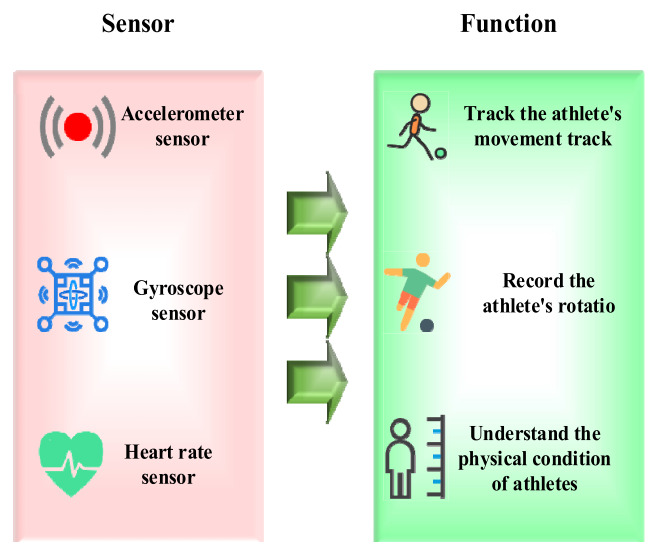 Sensor
Function
Accelerometer
sensor
Track the athlete's
movement track
Gyroscope
sensor
Record the
athlete's rotatio
Heart rate
sensor
Understand the
physical condition
of athletes